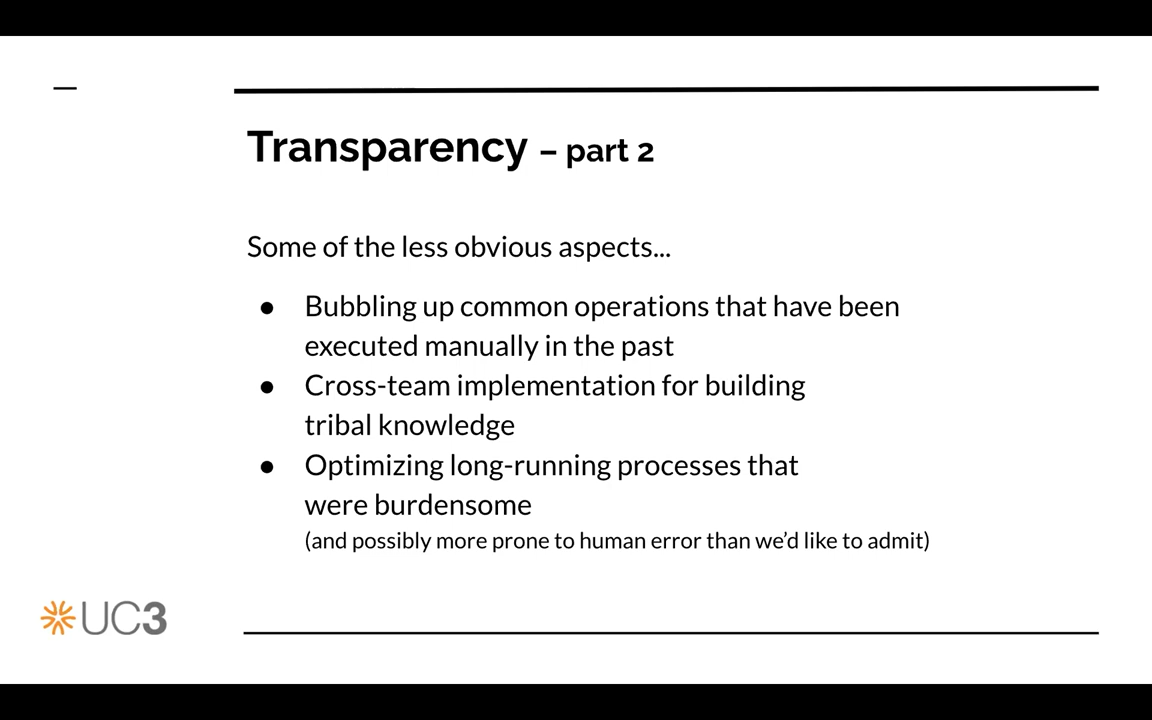 Transparency – part 2
Some of the less obvious aspects...
● Bubbling up common operations that have been
executed manually in the past
● Cross-team implementation for building
tribal knowledge
● Optimizing long-running processes that
were burdensome
(and possibly more prone to human error than we’d like to admit)
UC3